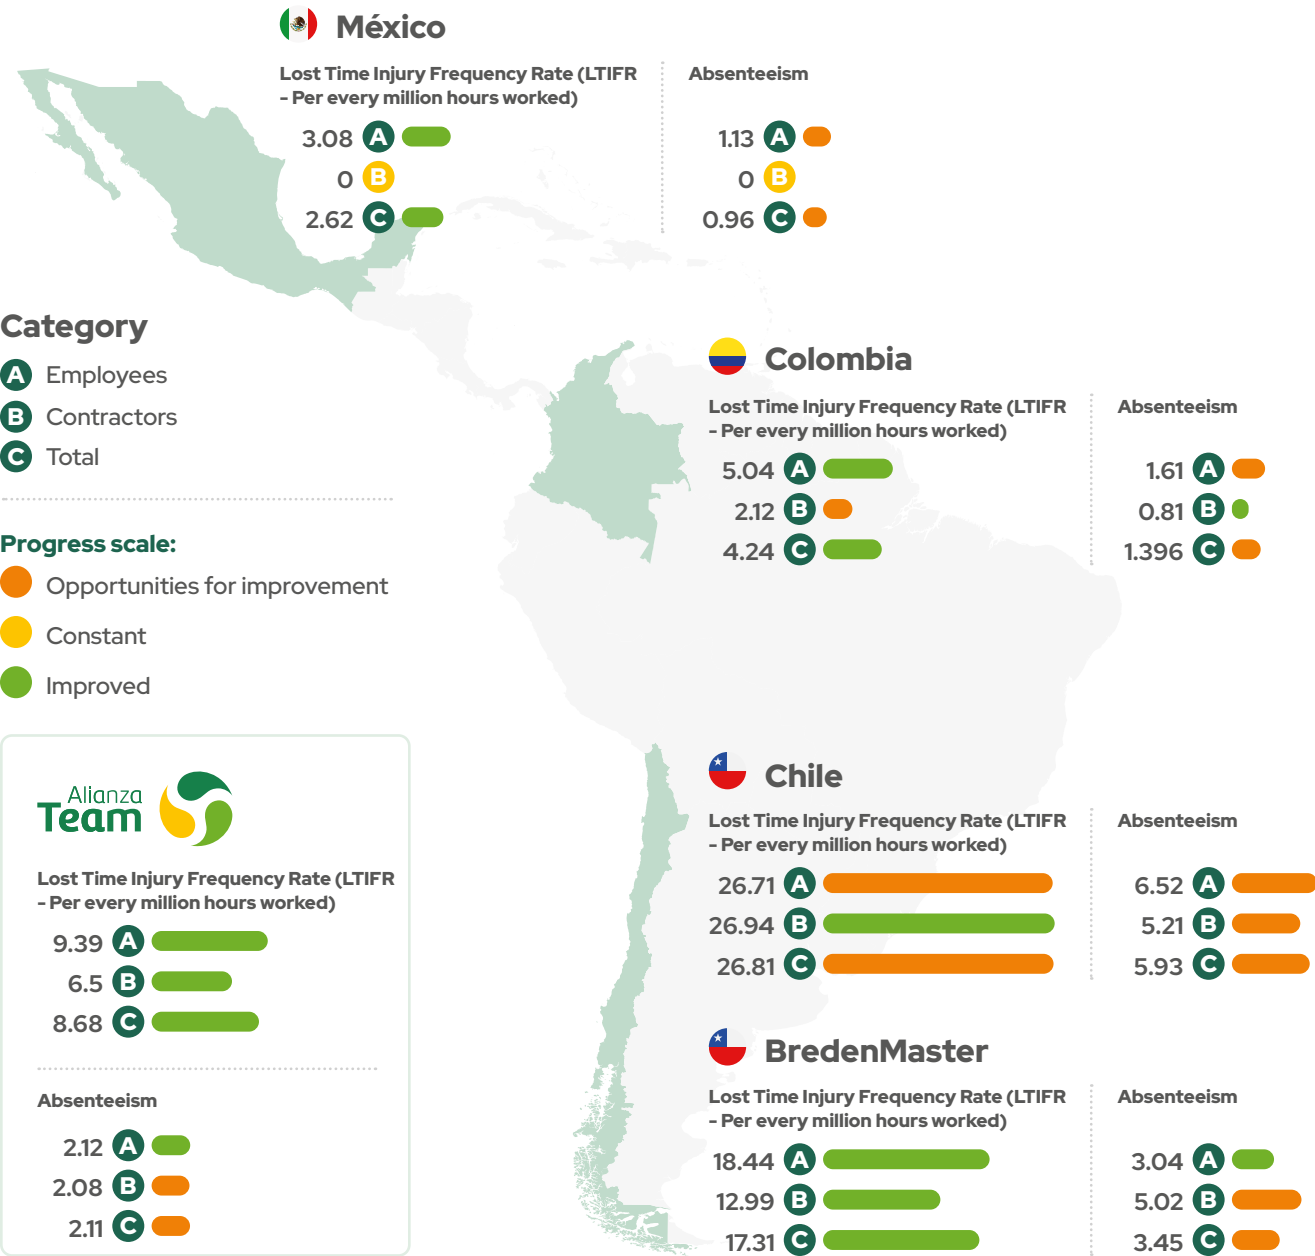 México
Lost Time Injury Frequency Rate (LTIFR
- Per every million hours worked)
3.08 A
0 B
2.62 C
Absenteeism
1.13 A
0 B
0.96 C
Category
A Employees
B Contractors
C Total
Progress scale:
Opportunities for improvement
Constant
Improved
Colombia
Lost Time Injury Frequency Rate (LTIFR
- Per every million hours worked)
5.04 A
2.12 B
4.24 C
Absenteeism
1.61 A
0.81 B
1.396 C
Alianza
Team
Lost Time Injury Frequency Rate (LTIFR
- Per every million hours worked)
9.39 A
6.5 B
8.68 C
Absenteeism
2.12 A
2.08 B
2.11 C
Chile
Lost Time Injury Frequency Rate (LTIFR
- Per every million hours worked)
26.71 A
26.94 B
26.81 C
Absenteeism
6.52 A
5.21 B
5.93 C
BredenMaster
Lost Time Injury Frequency Rate (LTIFR
- Per every million hours worked)
18.44 A
12.99 B
17.31 C
Absenteeism
3.04 A
5.02 B
3.45 C